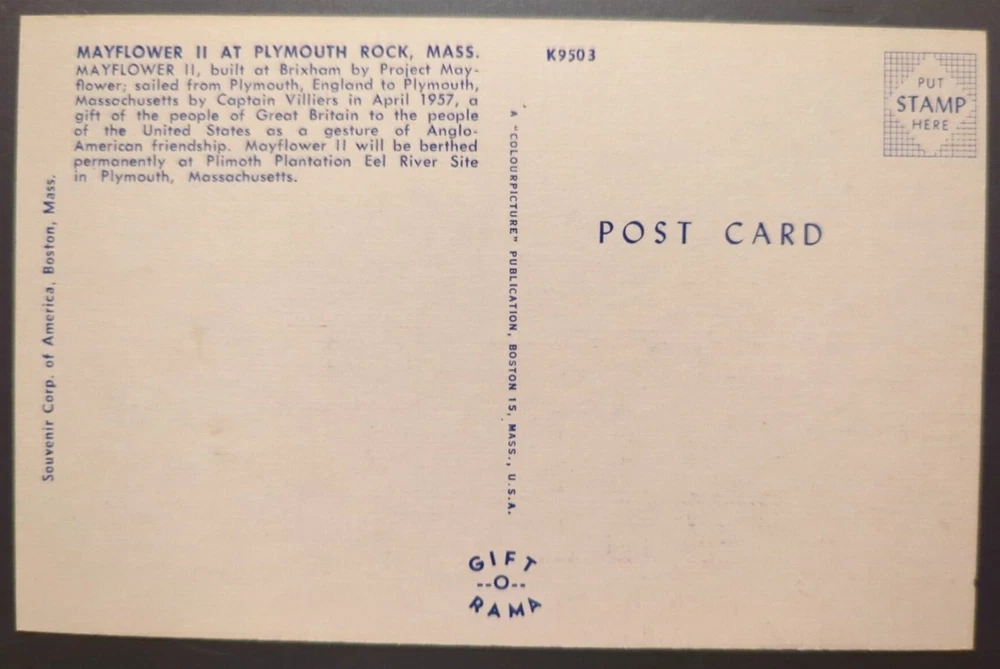 MAYFLOWER II AT PLYMOUTH ROCK, MASS.
MAYFLOWER II, built at Brixham by Project May-
flower; sailed from Plymouth, England to Plymouth,
Massachusetts by Captain Villiers in April 1957, a
gift of the people of Great Britain to the people
of the United States as a gesture of Anglo-
American friendship. Mayflower II will be berthed
permanently at Plimoth Plantation Eel River Site
in Plymouth, Massachusetts.
Souvenir Corp. of America, Boston, Mass.
A "COLOURPICTURE" PUBLICATION, BOSTON 15, MASS., U.S.A.
K9503
PUT
STAMP
HERE
POST CARD
GIFT
--O--
RAMA